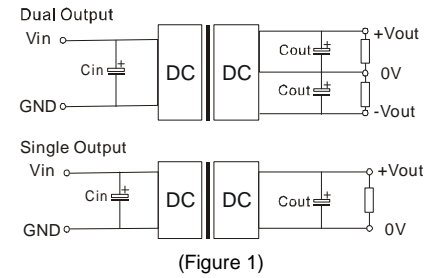 Dual Output
Vin
+Vout
Cout
+
Cin
+
DC
DC
0V
Cout
+
GND
-Vout
Single Output
Vin
+Vout
Cin
+
DC
DC
Cout
+
GND
0V
(Figure 1)